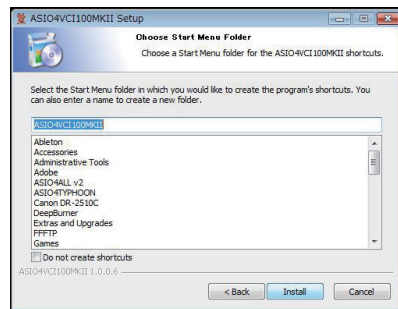 ASIO4VCI100MKII Setup
Choose Start Menu Folder
Choose a Start Menu folder for the ASIO4VCI100MKII shortcuts.
Select the Start Menu folder in which you would like to create the program's shortcuts. You
can also enter a name to create a new folder.
ASIO4VCI100MKII
Ableton
Accessories
Administrative Tools
Adobe
ASIO4ALL v2
ASIO4TYPHOON
Canon DR-2510C
DeepBurner
Extras and Upgrades
FFFTP
Games
Do not create shortcuts
ASIO4VCI100MKII 1.0.0.6
< Back
Install
Cancel